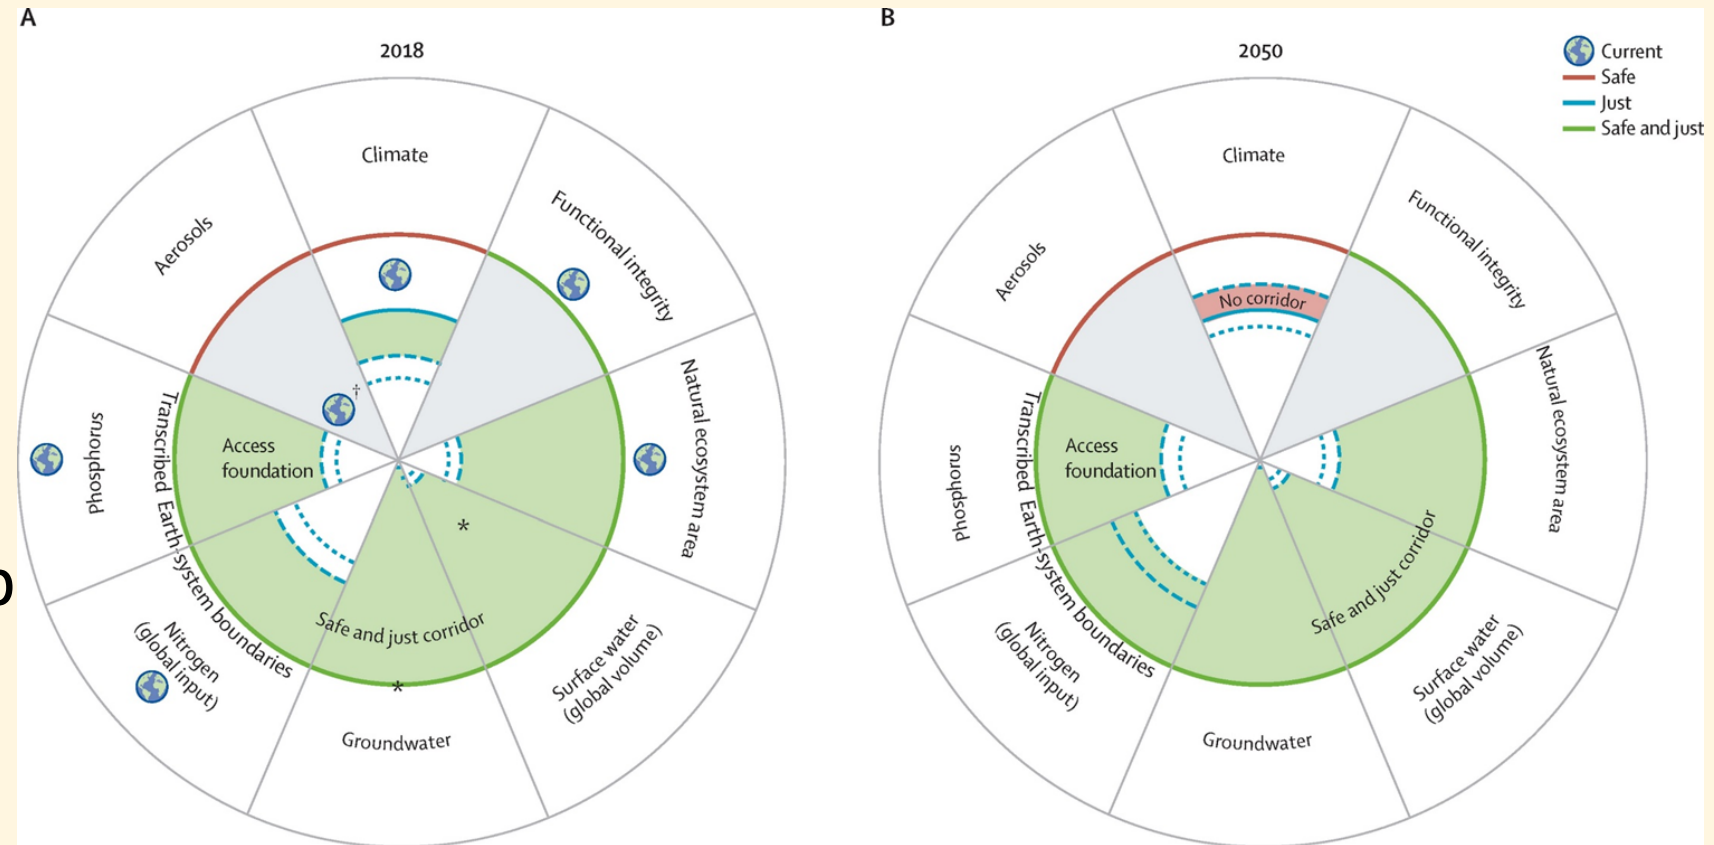 A
2018
Climate
Functional integrity
Aerosols
Natural ecosystem area
Phosphorus
†
Access
foundation
Transcribed Earth-system boundaries
*
Safe and just corridor
*
Nitrogen
(global input)
Surface water
(global volume)
Groundwater
B
2050
Current
Safe
Just
Safe and just
Climate
Functional integrity
Aerosols
No corridor
Natural ecosystem area
Phosphorus
Access
foundation
Transcribed Earth-system boundaries
Safe and just corridor
Nitrogen
(global input)
Surface water
(global volume)
Groundwater